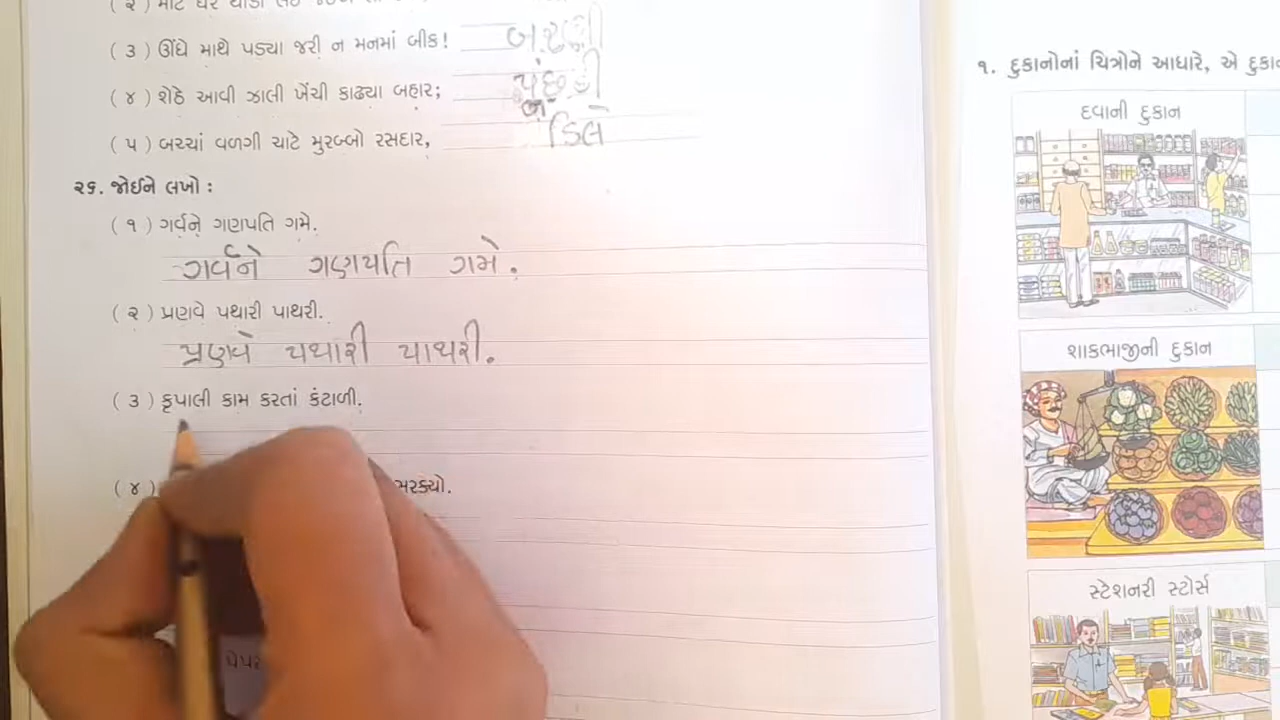 (૩) ઊંધે માથે પડ્યા જરી ન મનમાં બીક!
(૪) શેઠે આવી ઝાલી ખેંચી કાઢ્યા બહાર;
(૫) બચ્ચાં વળગી ચાટે મુરબ્બો રસદાર,
૨૬. જોઈને લખો :
(૧) ગર્વને ગણપતિ ગમે.
ગર્વને ગણપતિ ગમે.
(૨) પ્રણવે પથારી પાથરી.
પ્રણવે પથારી પાથરી.
(૩) કૃપાલી કામ કરતાં કંટાળી.
(૪) સરક્યો.
૧. દુકાનોનાં ચિત્રોને આધારે, એ
દવાની દુકાન
શાકભાજીની દુકાન
સ્ટેશનરી સ્ટોર્સ